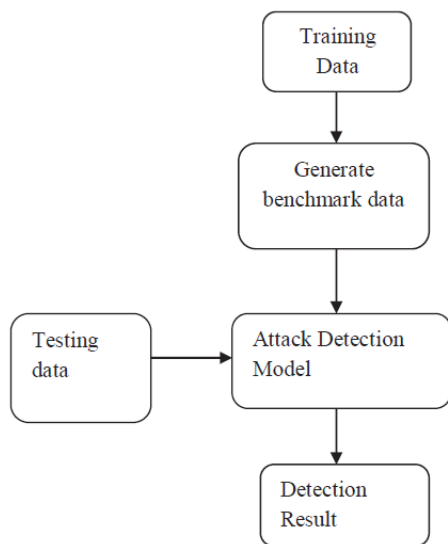 Training
Data
Generate
benchmark data
Testing
data
Attack Detection
Model
Detection
Result